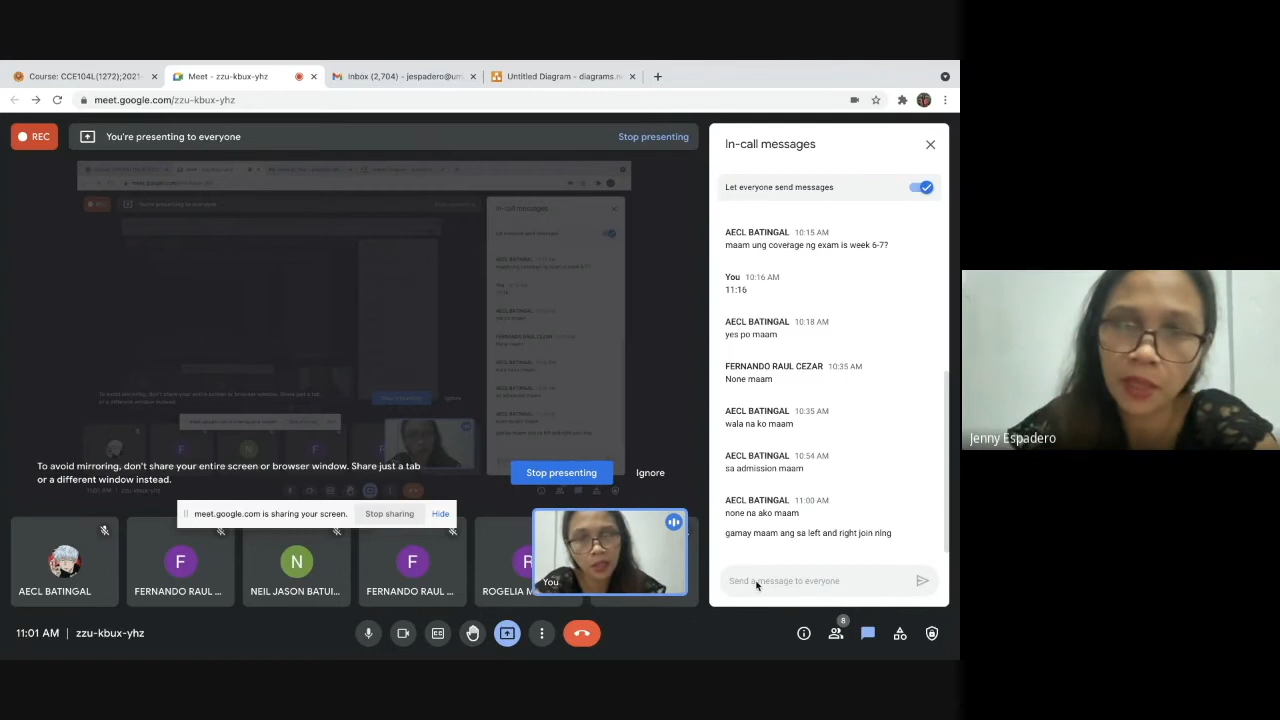 Course: CCE104L(1272);2021-
Meet - zzu-kbux-yhz
Inbox (2,704) - jespadero@um
Untitled Diagram - diagrams.n
meet.google.com/zzu-kbux-yhz
REC
You're presenting to everyone
Stop presenting
In-call messages
Let everyone send messages
AECL BATINGAL 10:15 AM
maam ung coverage ng exam is week 6-7?
You 10:16 AM
11:16
AECL BATINGAL 10:18 AM
yes po maam
FERNANDO RAUL CEZAR 10:35 AM
None maam
AECL BATINGAL 10:35 AM
wala na ko maam
AECL BATINGAL 10:54 AM
sa admission maam
AECL BATINGAL 11:00 AM
none na ako maam
gamay maam ang sa left and right join ning
Send a message to everyone
To avoid mirroring, don't share your entire screen or browser window. Share just a tab
or a different window instead.
Stop presenting
Ignore
meet.google.com is sharing your screen.
Stop sharing
Hide
F
N
F
R
AECL BATINGAL
FERNANDO RAUL ...
NEIL JASON BATUI...
FERNANDO RAUL ...
ROGELIA
You
11:01 AM | zzu-kbux-yhz
8
Jenny Espadero